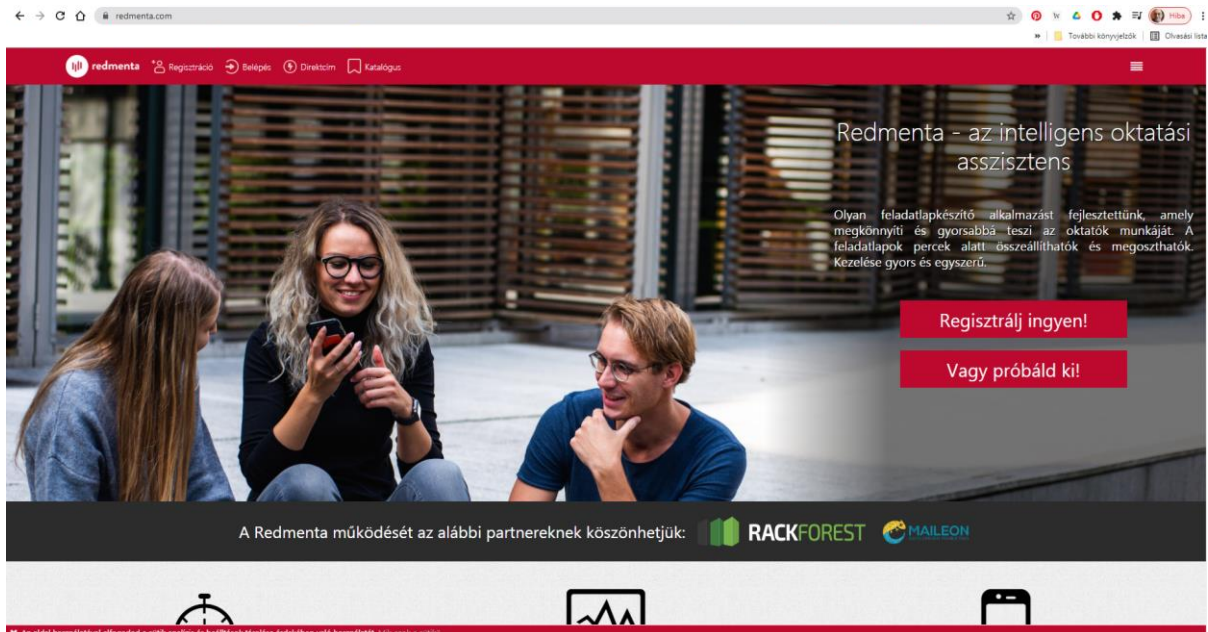 redmenta.com
Hiba
További könyvjelzők
Olvasási lista
redmenta Regisztráció Belépés Direktcím Katalógus
Redmenta - az intelligens oktatási
asszisztens
Olyan feladatlapkészítő alkalmazást fejlesztettünk, amely
megkönnyíti és gyorsabbá teszi az oktatók munkáját. A
feladatlapok percek alatt összeállíthatók és megoszthatók.
Kezelése gyors és egyszerű.
Regisztrálj ingyen!
Vagy próbáld ki!
A Redmenta működését az alábbi partnereknek köszönhetjük: RACKFOREST MAILEON